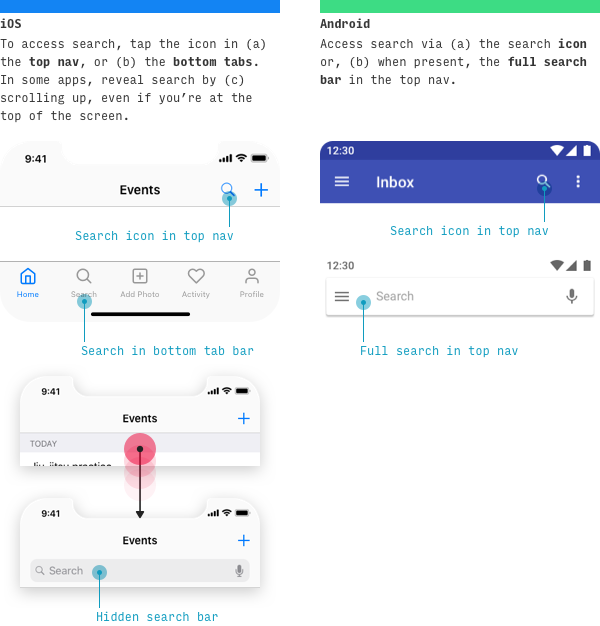 iOS
To access search, tap the icon in (a)
the top nav, or (b) the bottom tabs.
In some apps, reveal search by (c)
scrolling up, even if you’re at the
top of the screen.
9:41
Events
Search icon in top nav
Home
Search
Add Photo
Activity
Profile
Search in bottom tab bar
9:41
Events
TODAY
Jiu-jitsu practice
9:41
Events
Search
Hidden search bar
Android
Access search via (a) the search icon
or, (b) when present, the full search
bar in the top nav.
12:30
Inbox
Search icon in top nav
12:30
Search
Full search in top nav